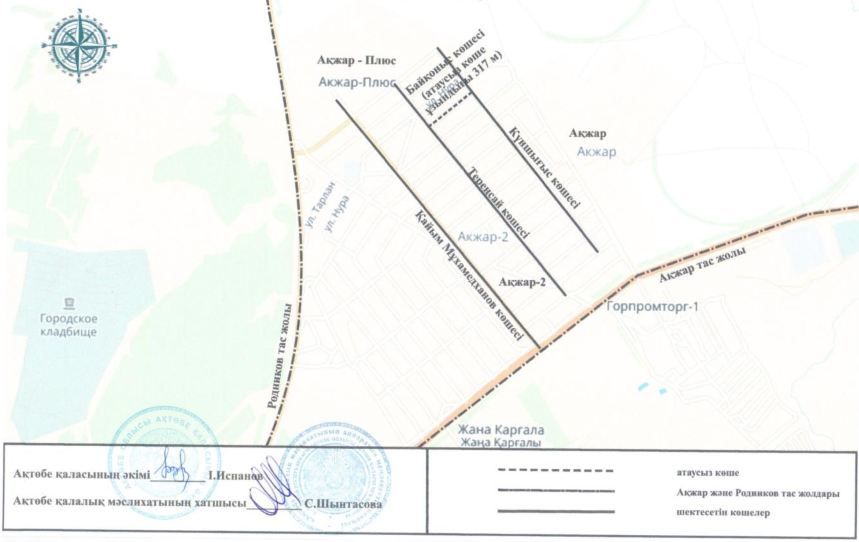 Ақжар - Плюс
Акжар-Плюс
Байқоныс көшесі
(атаусыз көше
ұзындығы 317 м)
Ақжар
Акжар
Күншығыс көшесі
Теренсай көшесі
ул. Тарлан
ул. Нура
Қайым Мұхамедханов көшесі
Акжар-2
Ақжар-2
Ақжар тас жолы
Горпромторг-1
Городское
кладбище
Родников тас жолы
Жана Каргала
Жаңа Қарғалы
Ақтөбе қаласының әкімі І.Испанов
Ақтөбе қалалық мәслихатының хатшысы С.Шынтасова
атаусыз көше
Ақжар және Родников тас жолдары
шектесетін көшелер